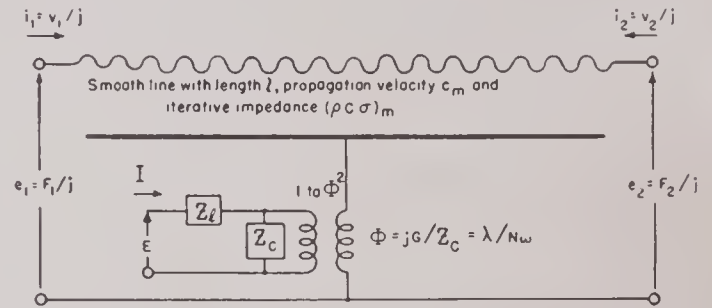 i₁ = v₁/j
i₂ = v₂/j
Smooth line with length l, propagation velocity cₘ and
iterative impedance (ρCσ)ₘ
e₁ = F₁/j
I
1 to Φ²
e₂ = F₂/j
Z_l
Z_C
E
Φ = jG/Z_C = λ/Nω